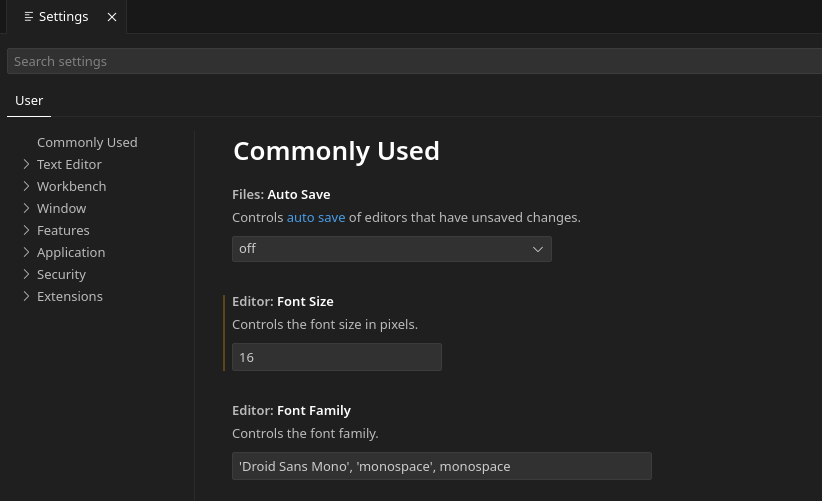 Settings
Search settings
User
Commonly Used
Text Editor
Workbench
Window
Features
Application
Security
Extensions
Commonly Used
Files: Auto Save
Controls auto save of editors that have unsaved changes.
off
Editor: Font Size
Controls the font size in pixels.
16
Editor: Font Family
Controls the font family.
'Droid Sans Mono', 'monospace', monospace